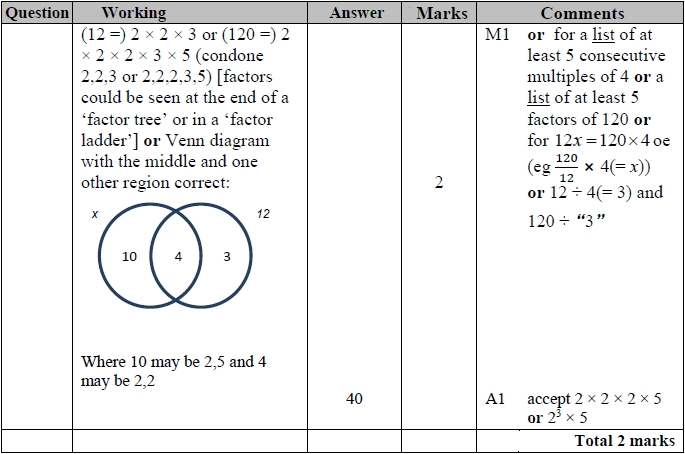 Question Working Answer Marks Comments
(12 =) 2 × 2 × 3 or (120 =) 2
× 2 × 2 × 3 × 5 (condone
2,2,3 or 2,2,2,3,5) [factors
could be seen at the end of a
‘factor tree’ or in a ‘factor
ladder’] or Venn diagram
with the middle and one
other region correct:
x 12
10 4 3
Where 10 may be 2,5 and 4
may be 2,2
40
2
M1 or for a list of at
least 5 consecutive
multiples of 4 or a
list of at least 5
factors of 120 or
for 12x = 120 × 4 oe
(eg 120/12 × 4(= x))
or 12 ÷ 4(= 3) and
120 ÷ “3”
A1 accept 2 × 2 × 2 × 5
or 2³ × 5
Total 2 marks